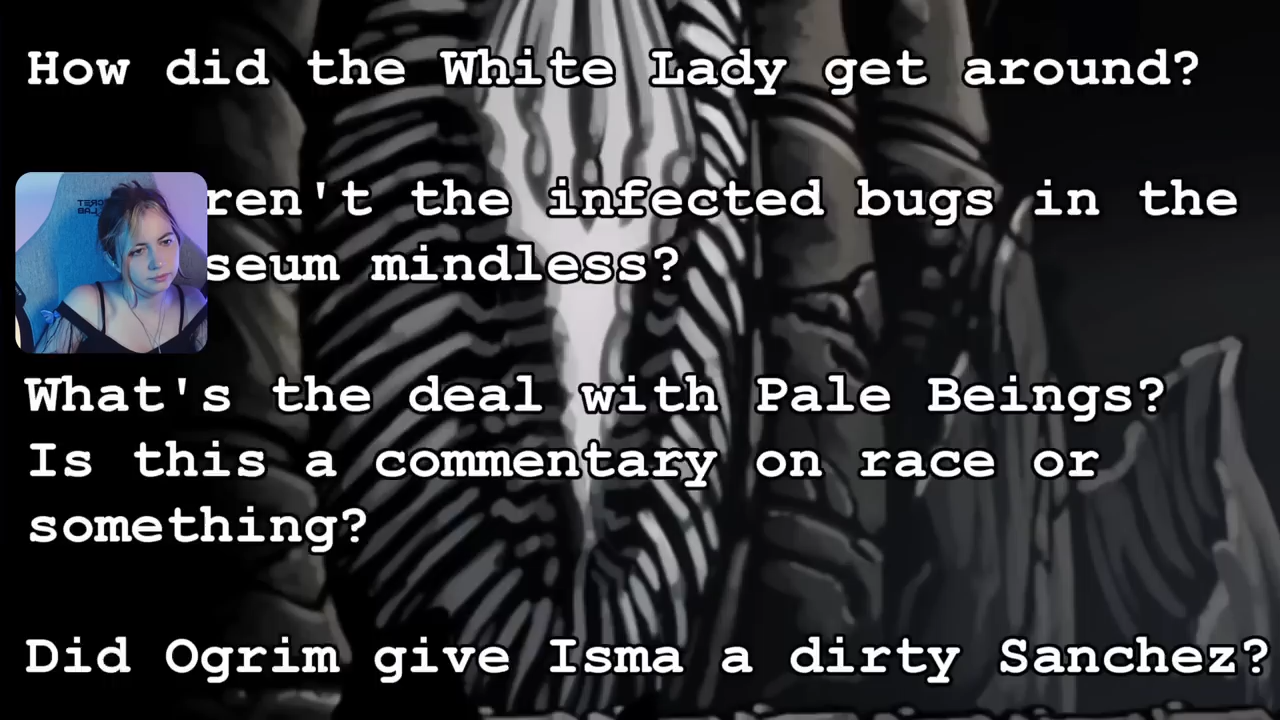 How did the White Lady get around?
ren't the infected bugs in the
seum mindless?
What's the deal with Pale Beings?
Is this a commentary on race or
something?
Did Ogrim give Isma a dirty Sanchez?